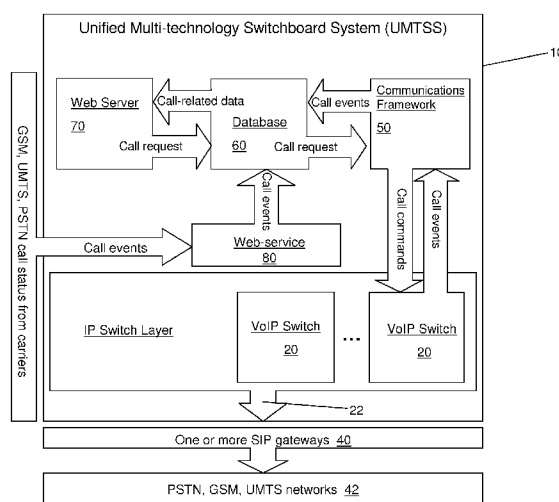 Unified Multi-technology Switchboard System (UMTSS)
10
Web Server
70
Call-related data
Call request
Database
60
Call events
Call request
Communications
Framework
50
GSM, UMTS, PSTN call status from carriers
Call events
Call events
Web-service
80
Call commands
Call events
IP Switch Layer
VoIP Switch
20
...
VoIP Switch
20
22
One or more SIP gateways 40
PSTN, GSM, UMTS networks 42